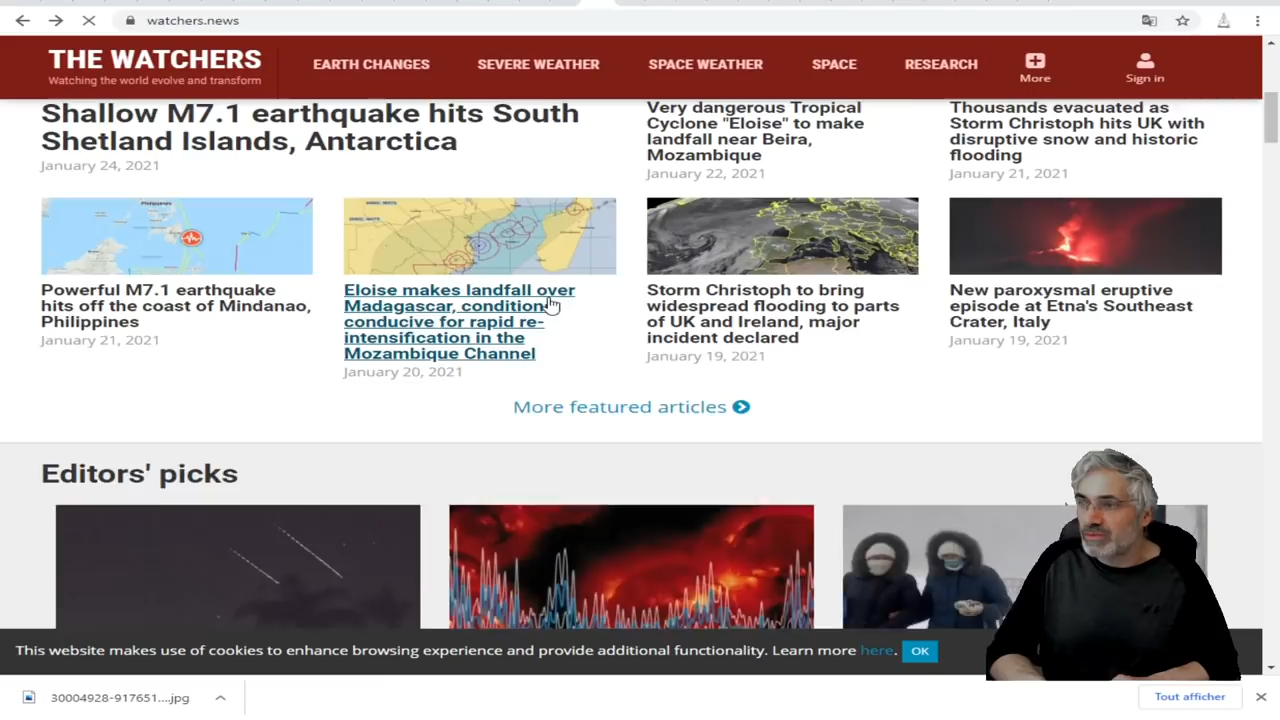 watchers.news
THE WATCHERS
Watching the world evolve and transform
EARTH CHANGES
SEVERE WEATHER
SPACE WEATHER
SPACE
RESEARCH
More
Sign in
Shallow M7.1 earthquake hits South
Shetland Islands, Antarctica
January 24, 2021
Very dangerous Tropical
Cyclone "Eloise" to make
landfall near Beira,
Mozambique
January 22, 2021
Thousands evacuated as
Storm Christoph hits UK with
disruptive snow and historic
flooding
January 21, 2021
Powerful M7.1 earthquake
hits off the coast of Mindanao,
Philippines
January 21, 2021
Eloise makes landfall over
Madagascar, condition
conducive for rapid re-
intensification in the
Mozambique Channel
January 20, 2021
Storm Christoph to bring
widespread flooding to parts
of UK and Ireland, major
incident declared
January 19, 2021
New paroxysmal eruptive
episode at Etna's Southeast
Crater, Italy
January 19, 2021
More featured articles
Editors' picks
This website makes use of cookies to enhance browsing experience and provide additional functionality. Learn more here. OK
30004928-917651....jpg
Tout afficher